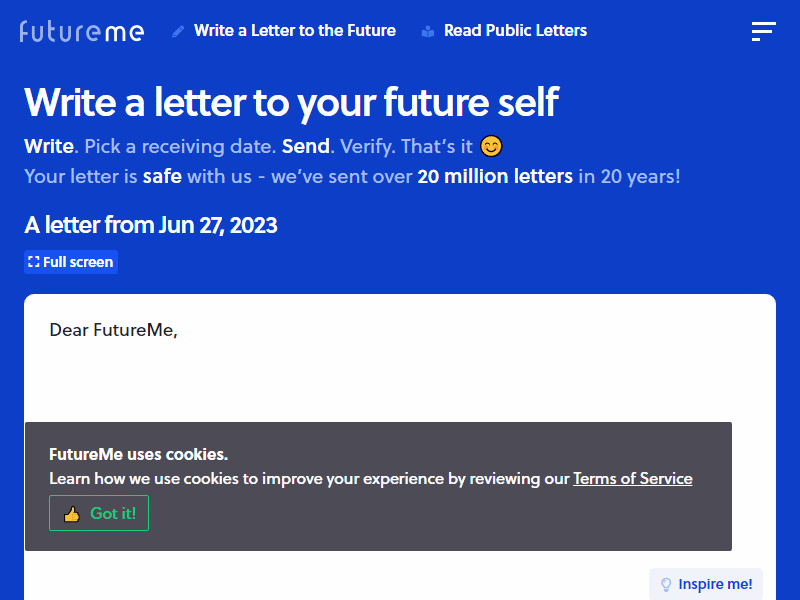 futureme Write a Letter to the Future Read Public Letters
Write a letter to your future self
Write. Pick a receiving date. Send. Verify. That's it 😊
Your letter is safe with us - we've sent over 20 million letters in 20 years!
A letter from Jun 27, 2023
Full screen
Dear FutureMe,
FutureMe uses cookies.
Learn how we use cookies to improve your experience by reviewing our Terms of Service
👍 Got it!
Inspire me!